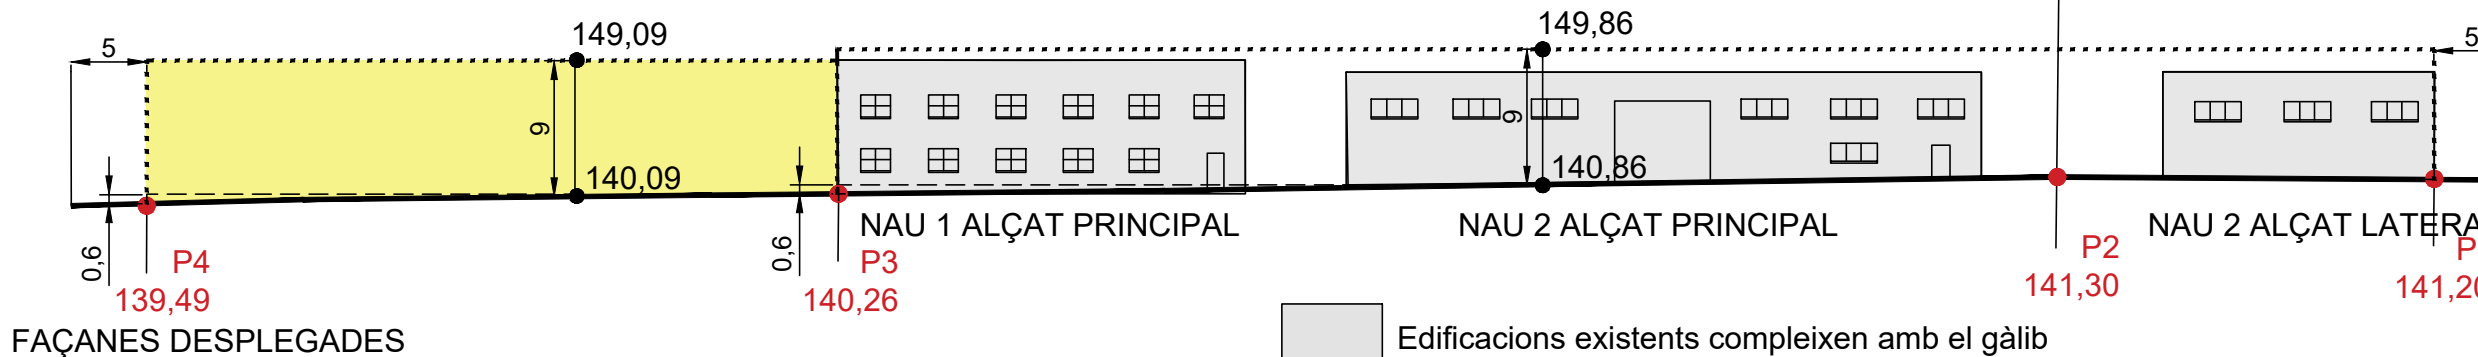 149,86
149,09
5
5
9
9
140,86
140,09
NAU 1 ALÇAT PRINCIPAL
NAU 2 ALÇAT PRINCIPAL
NAU 2 ALÇAT LATERA
0,6
0,6
P4
P3
P2
P
139,49
140,26
141,30
141,20
FAÇANES DESPLEGADES
Edificacions existents compleixen amb el gàlib